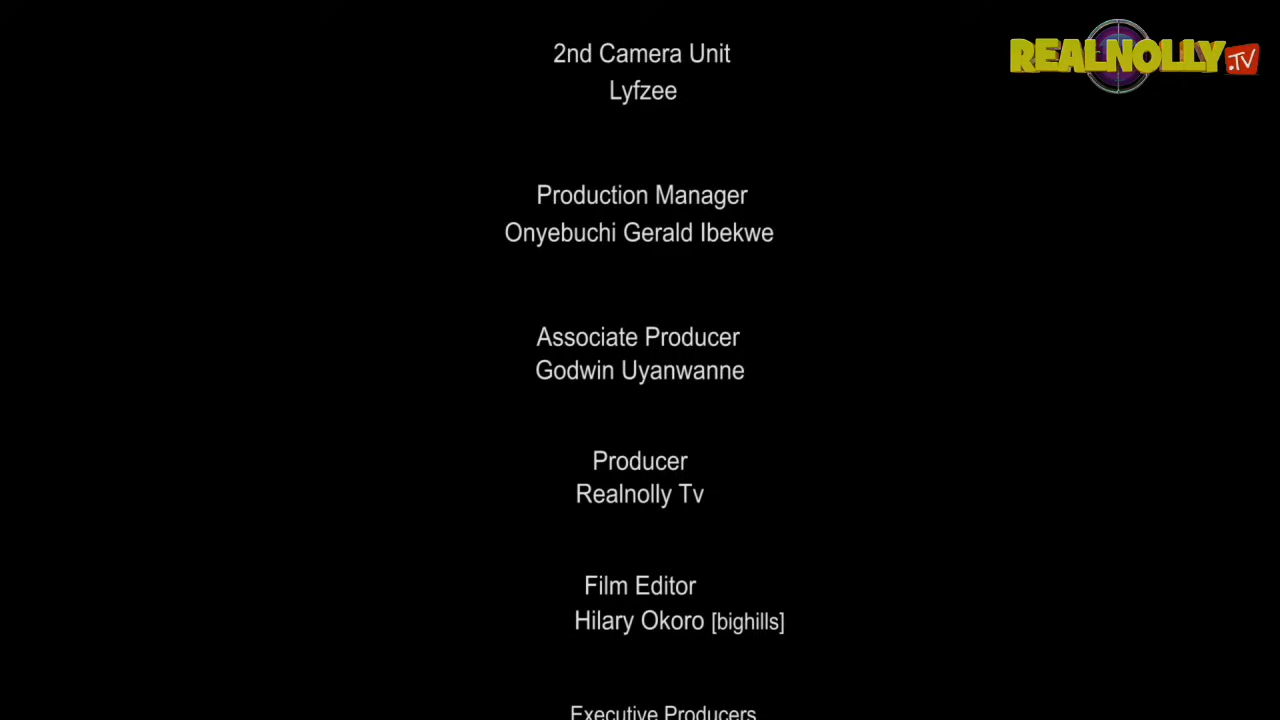 REALNOLLY.TV
2nd Camera Unit
Lyfzee
Production Manager
Onyebuchi Gerald Ibekwe
Associate Producer
Godwin Uyanwanne
Producer
Realnolly Tv
Film Editor
Hilary Okoro [bighills]
Executive Producers